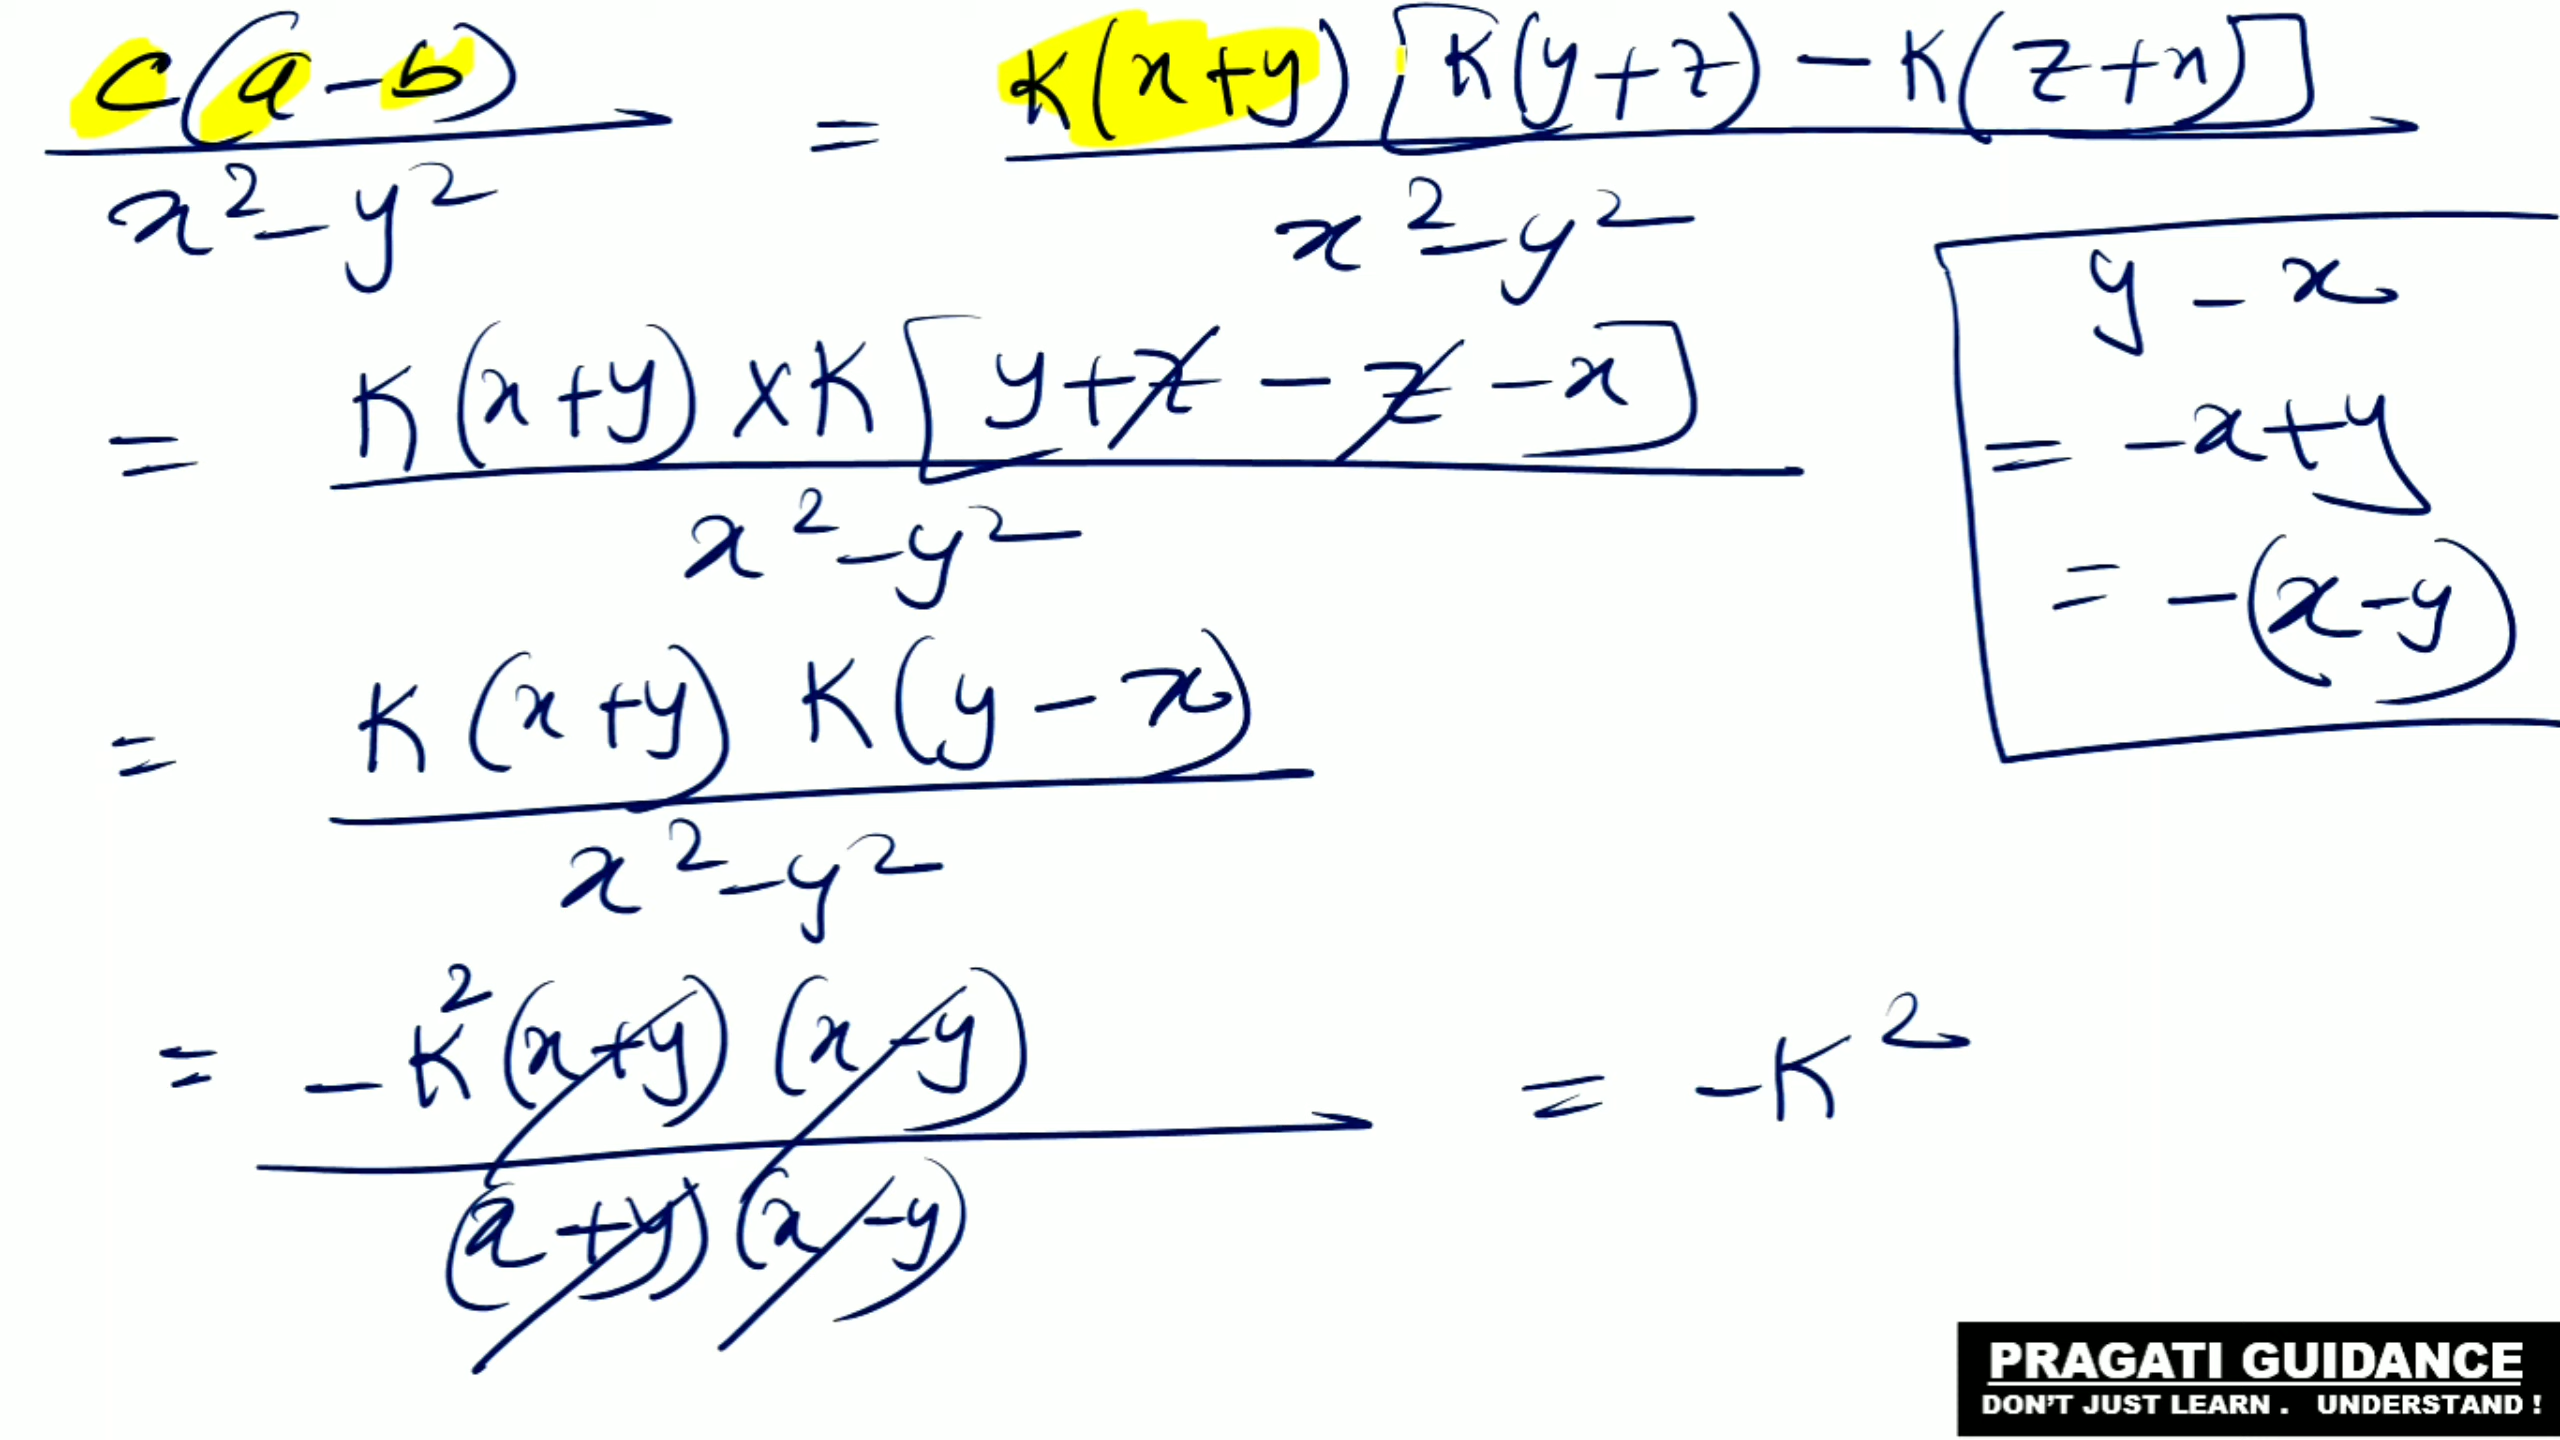 c(a-b) / x² - y² = K(x+y) [K(y+z) - K(z+x)] / x² - y²
= K(x+y) × K [y+z - z - x] / x² - y²
= K(x+y) K(y - x) / x² - y²
= -K² (x+y) (x-y) / (x+y) (x-y) = -K²
y - x
= -x+y
= -(x-y)
PRAGATI GUIDANCE
DON'T JUST LEARN . UNDERSTAND !